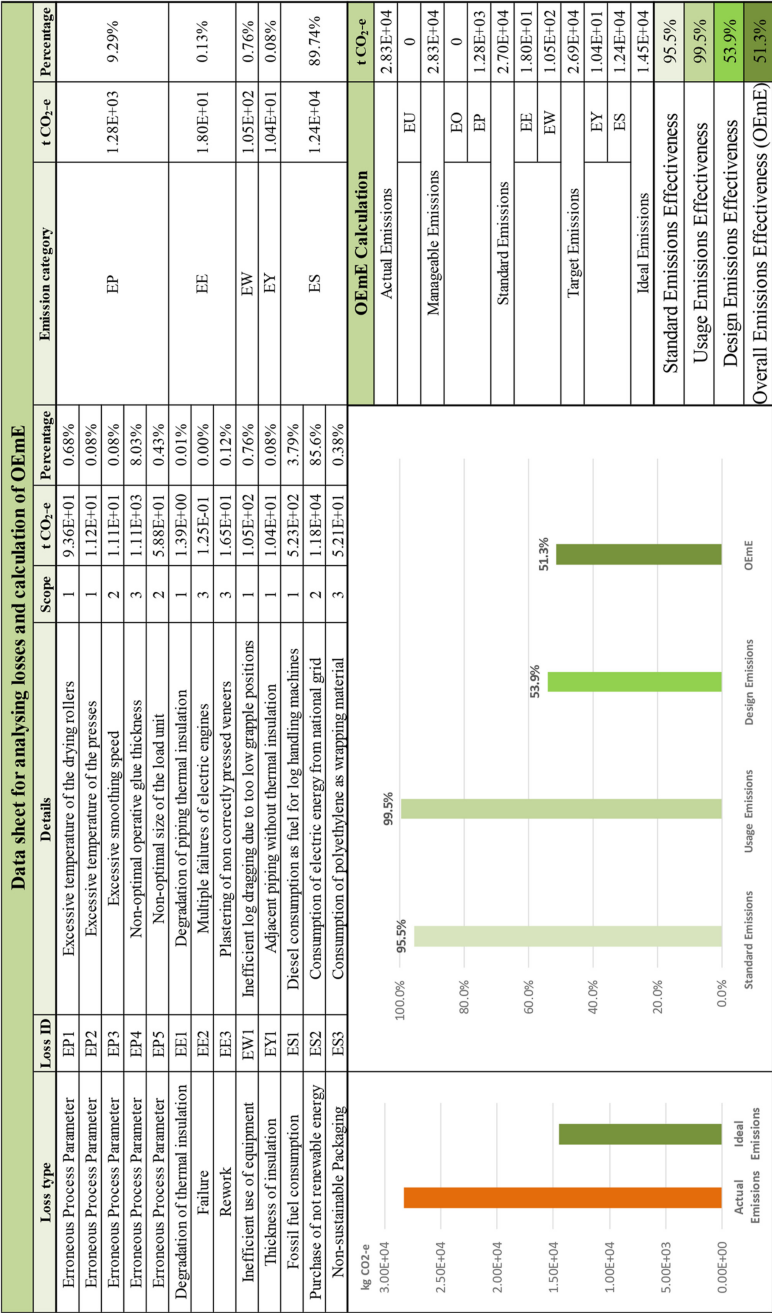 Data sheet for analysing losses and calculation of OEmE
Loss type Loss ID Details Scope t CO₂-e Percentage Emission category t CO₂-e Percentage
Erroneous Process Parameter EP1 Excessive temperature of the drying rollers 1 9.36E+01 0.68% EP 1.28E+03 9.29%
Erroneous Process Parameter EP2 Excessive temperature of the presses 1 1.12E+01 0.08%
Erroneous Process Parameter EP3 Excessive smoothing speed 2 1.11E+01 0.08%
Erroneous Process Parameter EP4 Non-optimal operative glue thickness 3 1.11E+03 8.03%
Erroneous Process Parameter EP5 Non-optimal size of the load unit 2 5.88E+01 0.43%
Degradation of thermal insulation EE1 Degradation of piping thermal insulation 1 1.39E+00 0.01% EE 1.80E+01 0.13%
Failure EE2 Multiple failures of electric engines 3 1.25E-01 0.00%
Rework EE3 Plastering of non correctly pressed veneers 3 1.65E+01 0.12%
Inefficient use of equipment EW1 Inefficient log dragging due to too low grapple positions 1 1.05E+02 0.76% EW 1.05E+02 0.76%
Thickness of insulation EY1 Adjacent piping without thermal insulation 1 1.04E+01 0.08% EY 1.04E+01 0.08%
Fossil fuel consumption ES1 Diesel consumption as fuel for log handling machines 1 5.23E+02 3.79% ES 1.24E+04 89.74%
Purchase of not renewable energy ES2 Consumption of electric energy from national grid 2 1.18E+04 85.6%
Non-sustainable Packaging ES3 Consumption of polyethylene as wrapping material 3 5.21E+01 0.38%
kg CO2-e
3.00E+04
2.50E+04
2.00E+04
1.50E+04
1.00E+04
5.00E+03
0.00E+00
Actual Emissions
Ideal Emissions
100.0%
80.0%
60.0%
40.0%
20.0%
0.0%
95.5%
99.5%
53.9%
51.3%
Standard Emissions
Usage Emissions
Design Emissions
OEmE
OEmE Calculation t CO₂-e
Actual Emissions 2.83E+04
EU 0
Manageable Emissions 2.83E+04
EO 0
EP 1.28E+03
Standard Emissions 2.70E+04
EE 1.80E+01
EW 1.05E+02
Target Emissions 2.69E+04
EY 1.04E+01
ES 1.24E+04
Ideal Emissions 1.45E+04
Standard Emissions Effectiveness 95.5%
Usage Emissions Effectiveness 99.5%
Design Emissions Effectiveness 53.9%
Overall Emissions Effectiveness (OEmE) 51.3%